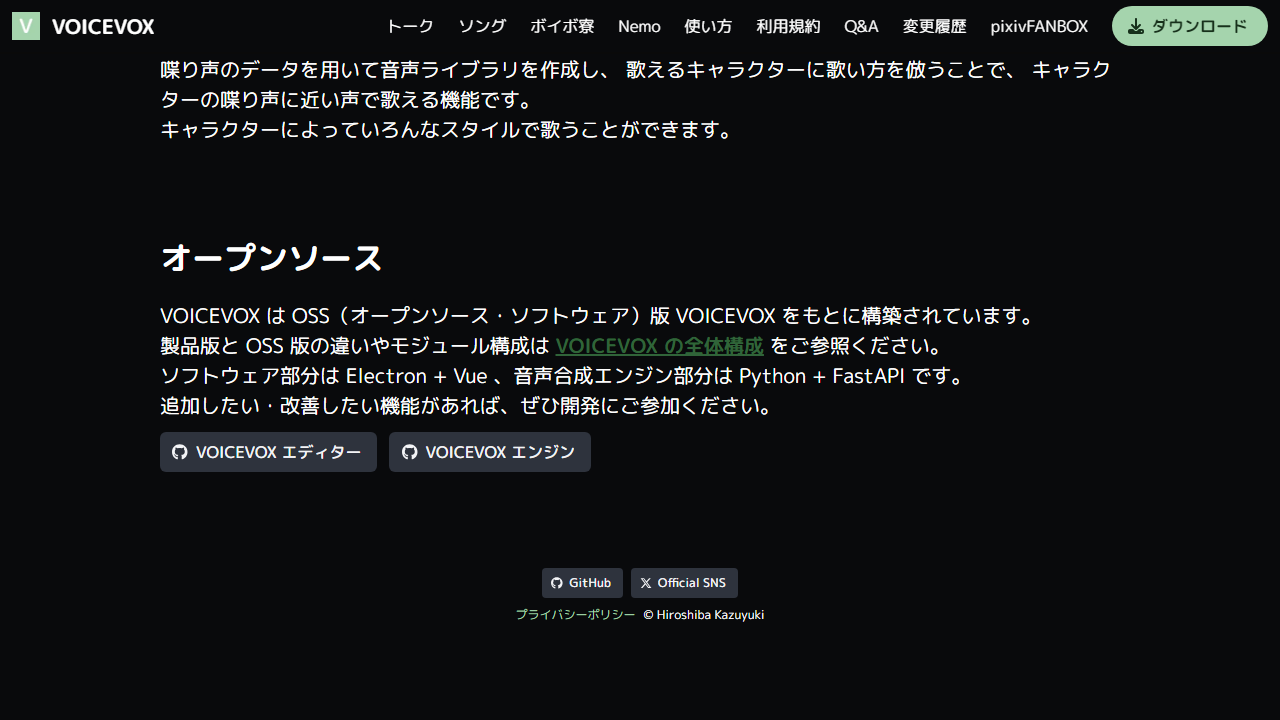 V VOICEVOX トーク ソング ボイボ寮 Nemo 使い方 利用規約 Q&A 変更履歴 pixivFANBOX ダウンロード
喋り声のデータを用いて音声ライブラリを作成し、 歌えるキャラクターに歌い方を倣うことで、 キャラク
ターの喋り声に近い声で歌える機能です。
キャラクターによっていろんなスタイルで歌うことができます。
オープンソース
VOICEVOX は OSS（オープンソース・ソフトウェア）版 VOICEVOX をもとに構築されています。
製品版と OSS 版の違いやモジュール構成は VOICEVOX の全体構成 をご参照ください。
ソフトウェア部分は Electron + Vue 、音声合成エンジン部分は Python + FastAPI です。
追加したい・改善したい機能があれば、ぜひ開発にご参加ください。
VOICEVOX エディター VOICEVOX エンジン
GitHub Official SNS
プライバシーポリシー © Hiroshiba Kazuyuki